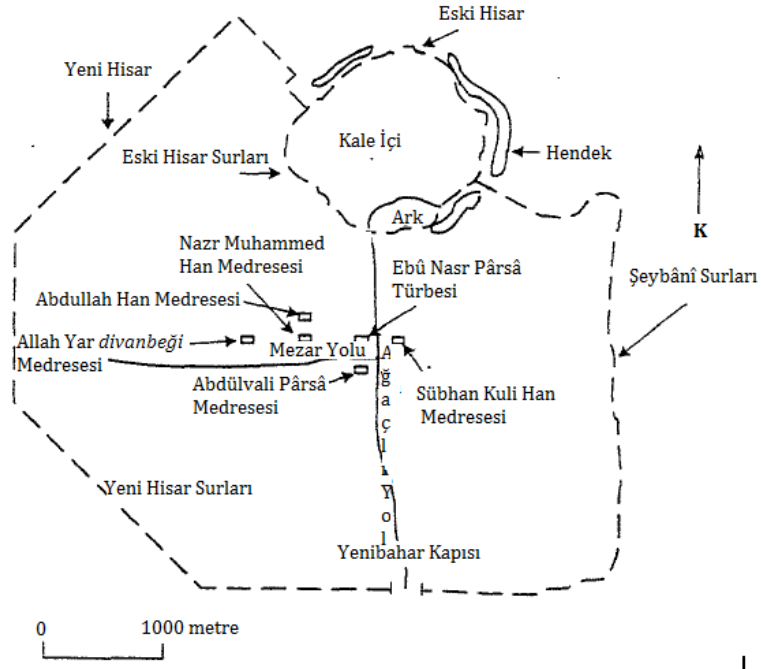 Eski Hisar
Yeni Hisar
Kale İçi
Eski Hisar Surları
Hendek
Ark
K
Nazr Muhammed
Han Medresesi
Ebû Nasr Pârsâ
Türbesi
Şeybânî Surları
Abdullah Han Medresesi
Allah Yar divanbeği
Medresesi
Mezar Yolu
Abdülvali Pârsâ
Medresesi
Sübhan Kuli Han
Medresesi
Ağaçlı Yol
Yeni Hisar Surları
Yenibahar Kapısı
0 1000 metre